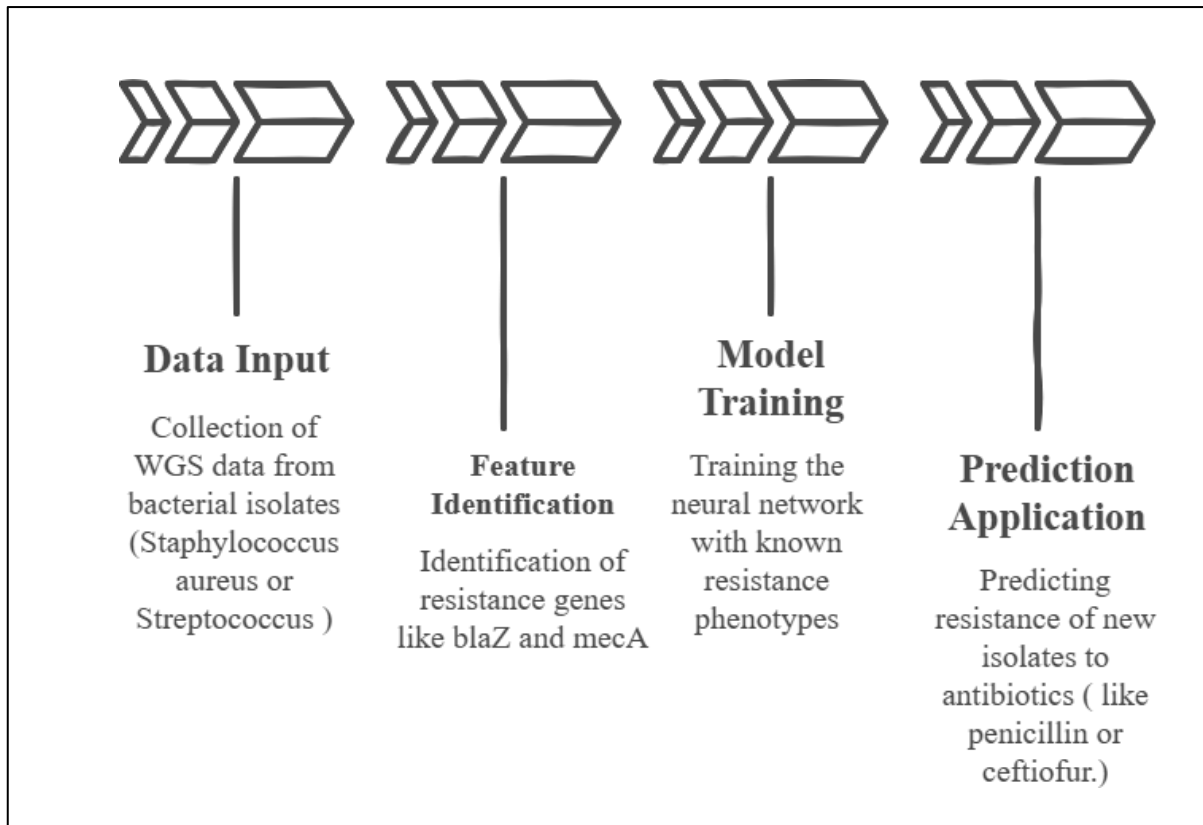 Data Input
Collection of
WGS data from
bacterial isolates
(Staphylococcus
aureus or
Streptococcus )
Feature
Identification
Identification of
resistance genes
like blaZ and mecA
Model
Training
Training the
neural network
with known
resistance
phenotypes
Prediction
Application
Predicting
resistance of new
isolates to
antibiotics ( like
penicillin or
ceftiofur.)